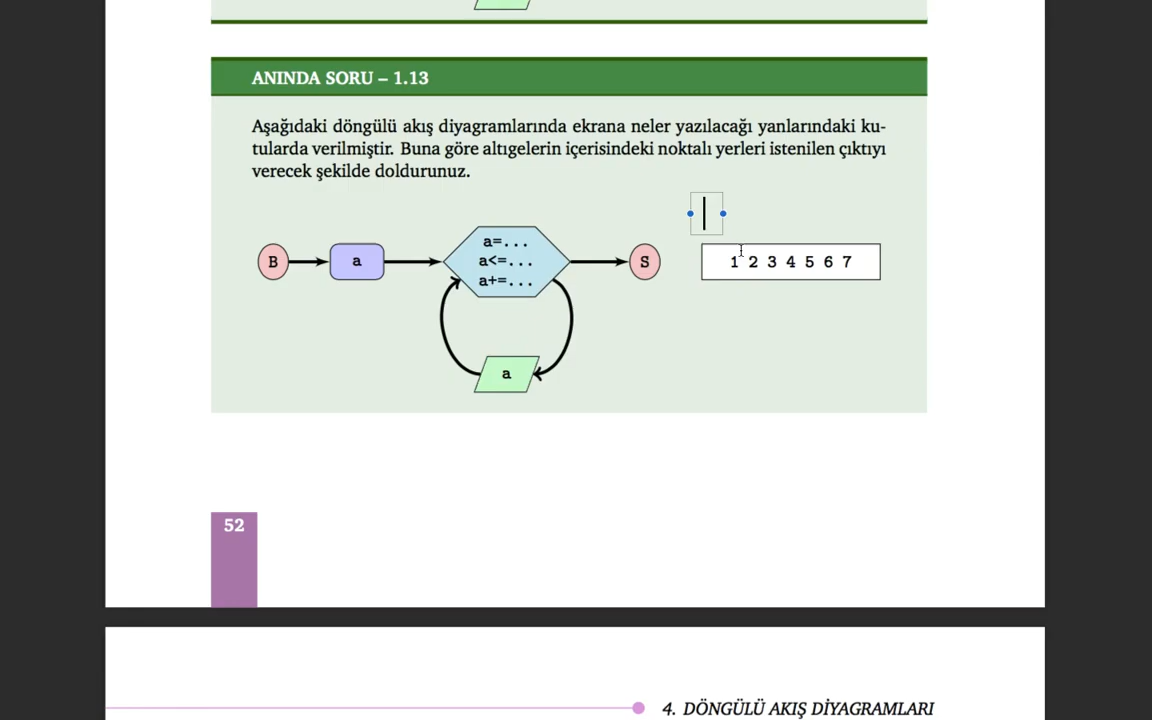 ANINDA SORU – 1.13
Aşağıdaki döngülü akış diyagramlarında ekrana neler yazılacağı yanlarındaki ku-
tularda verilmiştir. Buna göre altıgelerin içerisindeki noktalı yerleri istenilen çıktıyı
verecek şekilde doldurunuz.
B
a
a=...
a<=...
a+=...
S
1 2 3 4 5 6 7
a
52
4. DÖNGÜLÜ AKIŞ DİYAGRAMLARI